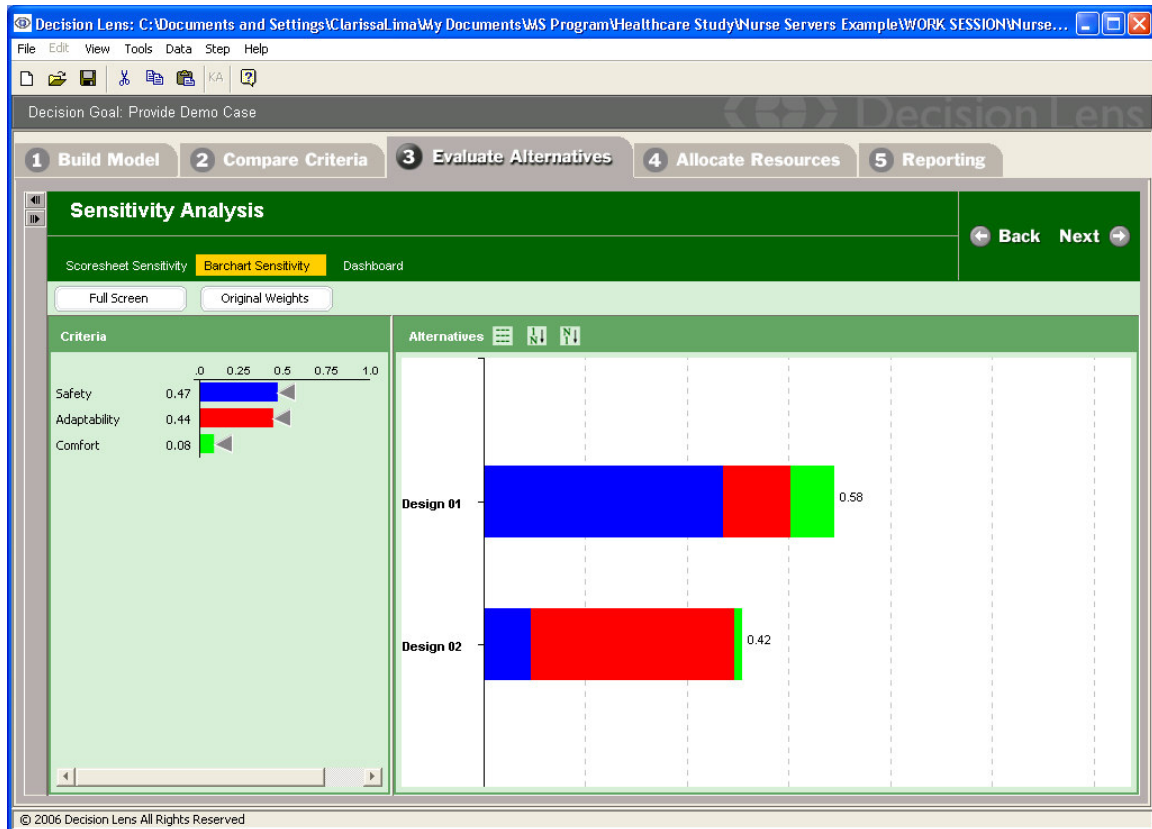 Decision Lens: C:\Documents and Settings\ClarissaLima\My Documents\MS Program\Healthcare Study\Nurse Servers Example\WORK SESSION\Nurse...
File Edit View Tools Data Step Help
KA
Decision Goal: Provide Demo Case
Decision Lens
1 Build Model 2 Compare Criteria 3 Evaluate Alternatives 4 Allocate Resources 5 Reporting
Sensitivity Analysis
Back Next
Scoresheet Sensitivity Barchart Sensitivity Dashboard
Full Screen Original Weights
Criteria
Alternatives 1 N N 1
.0 0.25 0.5 0.75 1.0
Safety 0.47
Adaptability 0.44
Comfort 0.08
Design 01 0.58
Design 02 0.42
© 2006 Decision Lens All Rights Reserved